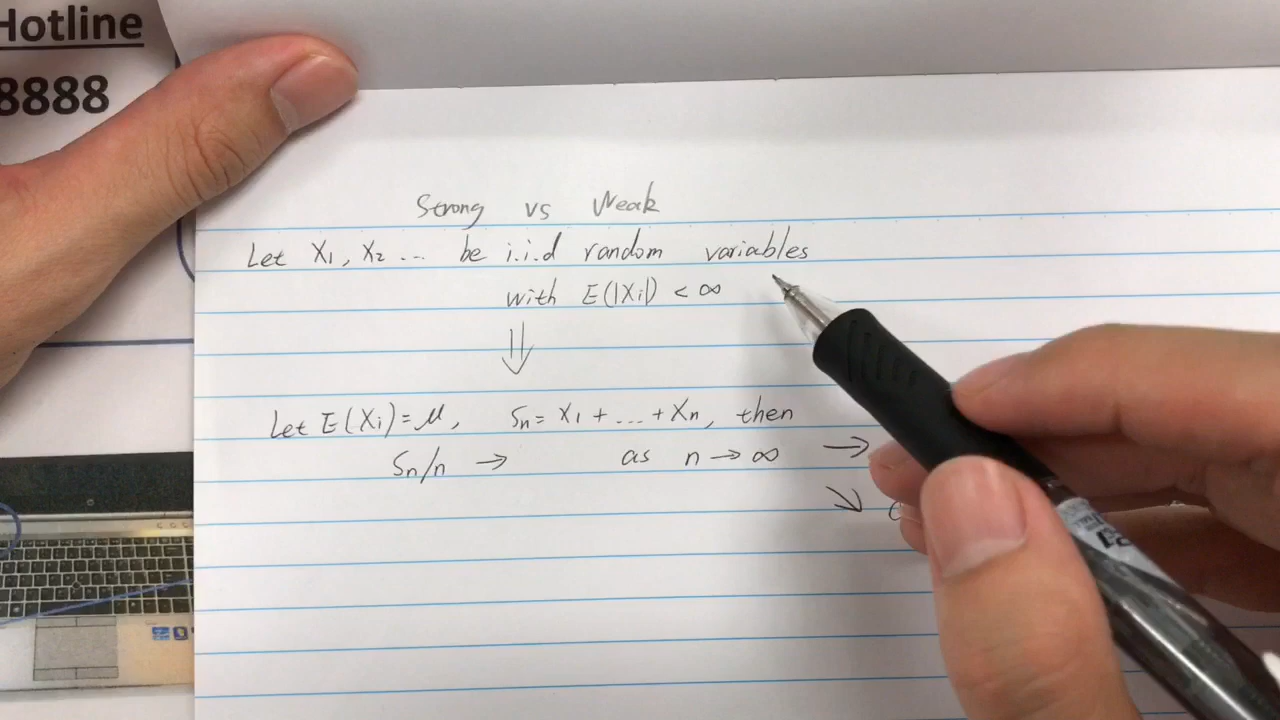 Hotline
8888
Strong vs Weak
Let X1, X2 ... be i.i.d random variables
with E(|Xi|) < ∞
⇓
Let E(Xi)=μ, Sn= X1 + ... + Xn, then
Sn/n → as n → ∞ →
↘